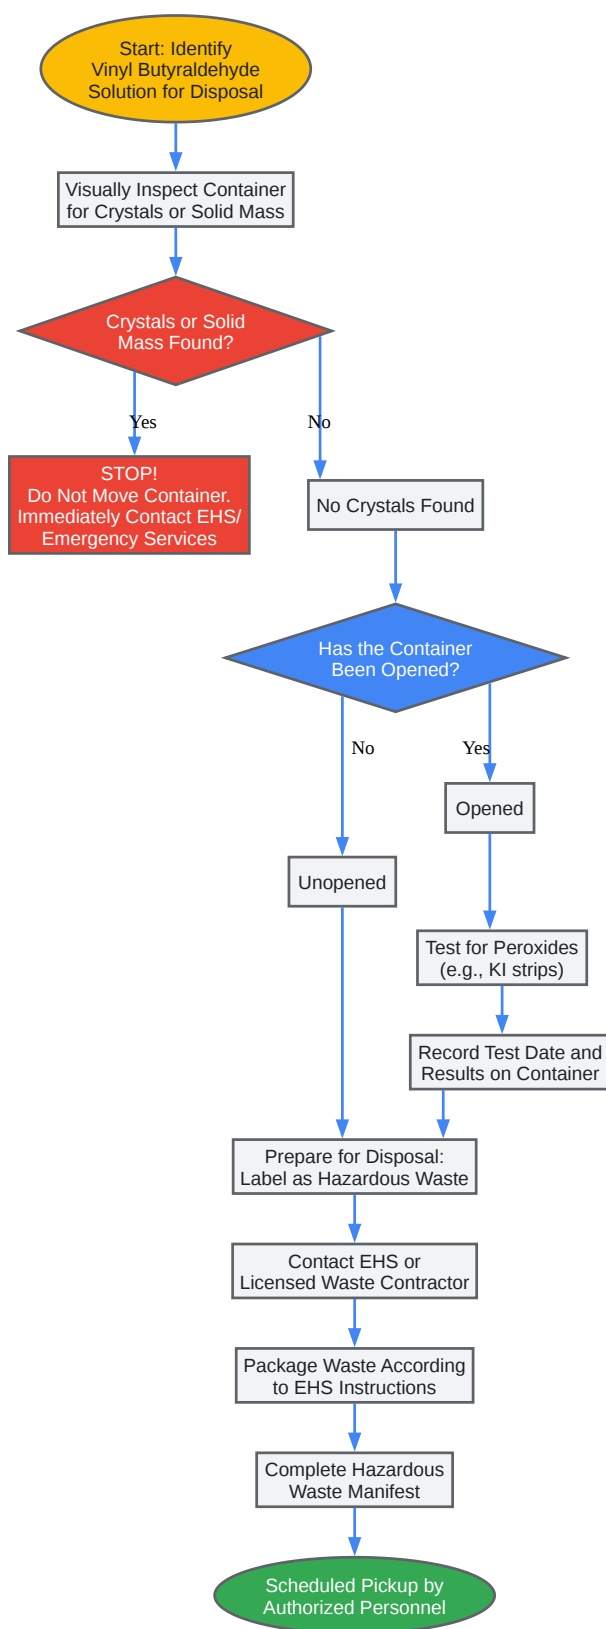 Start: Identify
Vinyl Butyraldehyde
Solution for Disposal
Visually Inspect Container
for Crystals or Solid Mass
Crystals or Solid
Mass Found?
Yes
No
STOP!
Do Not Move Container.
Immediately Contact EHS/
Emergency Services
No Crystals Found
Has the Container
Been Opened?
No
Yes
Opened
Unopened
Test for Peroxides
(e.g., KI strips)
Record Test Date and
Results on Container
Prepare for Disposal:
Label as Hazardous Waste
Contact EHS or
Licensed Waste Contractor
Package Waste According
to EHS Instructions
Complete Hazardous
Waste Manifest
Scheduled Pickup by
Authorized Personnel